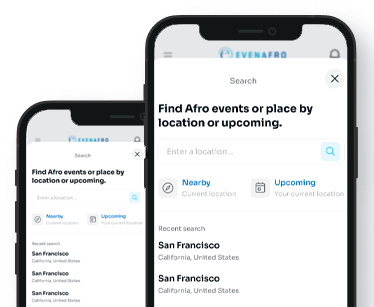 EVENAFRO
Search
Find Afro events or place by
location or upcoming.
Enter a location...
Nearby
Current location
Upcoming
Your current location
Recent search
San Francisco
California, United States
San Francisco
California, United States
EVENAFRO
Search
Find Afro events or place by
location or upcoming.
Enter a location...
Nearby
Current location
Upcoming
Your current location
Recent search
San Francisco
California, United States
San Francisco
California, United States
San Francisco
California, United States